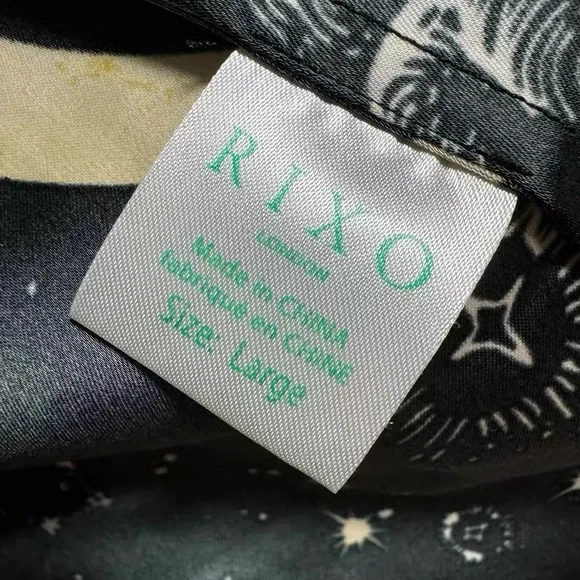 RIXO
LONDON
Made in CHINA
fabriqué en CHINE
Size: Large